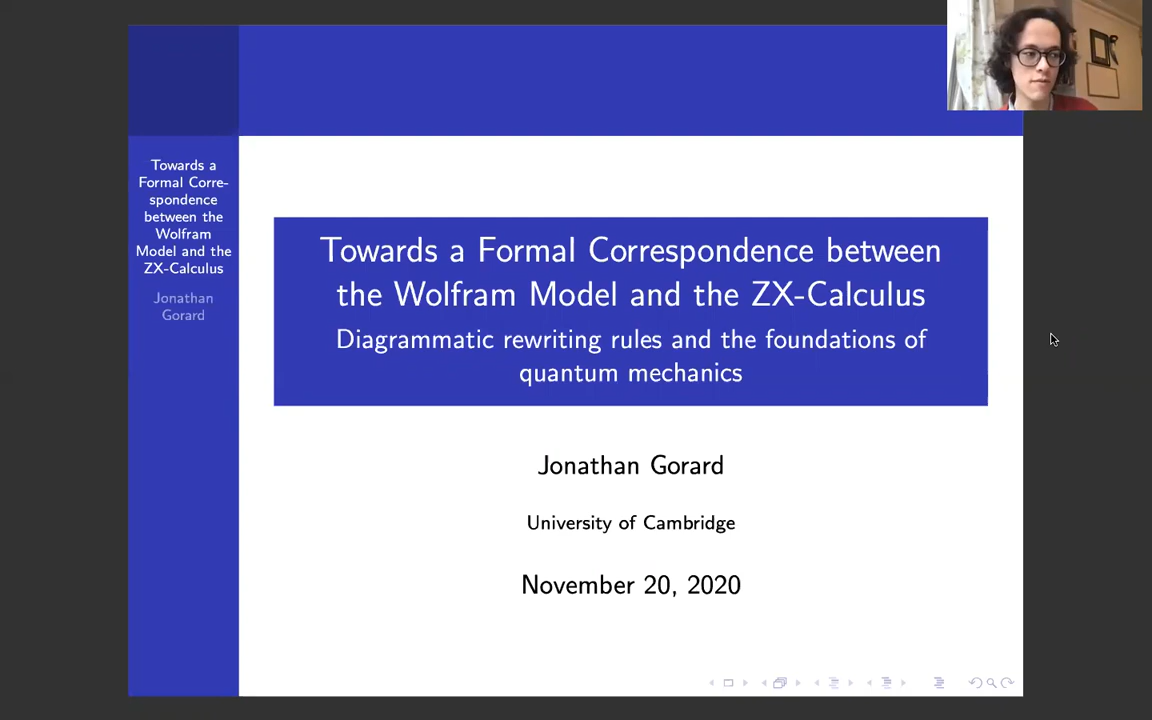 Towards a
Formal Corre-
spondence
between the
Wolfram
Model and the
ZX-Calculus
Jonathan
Gorard
Towards a Formal Correspondence between
the Wolfram Model and the ZX-Calculus
Diagrammatic rewriting rules and the foundations of
quantum mechanics
Jonathan Gorard
University of Cambridge
November 20, 2020